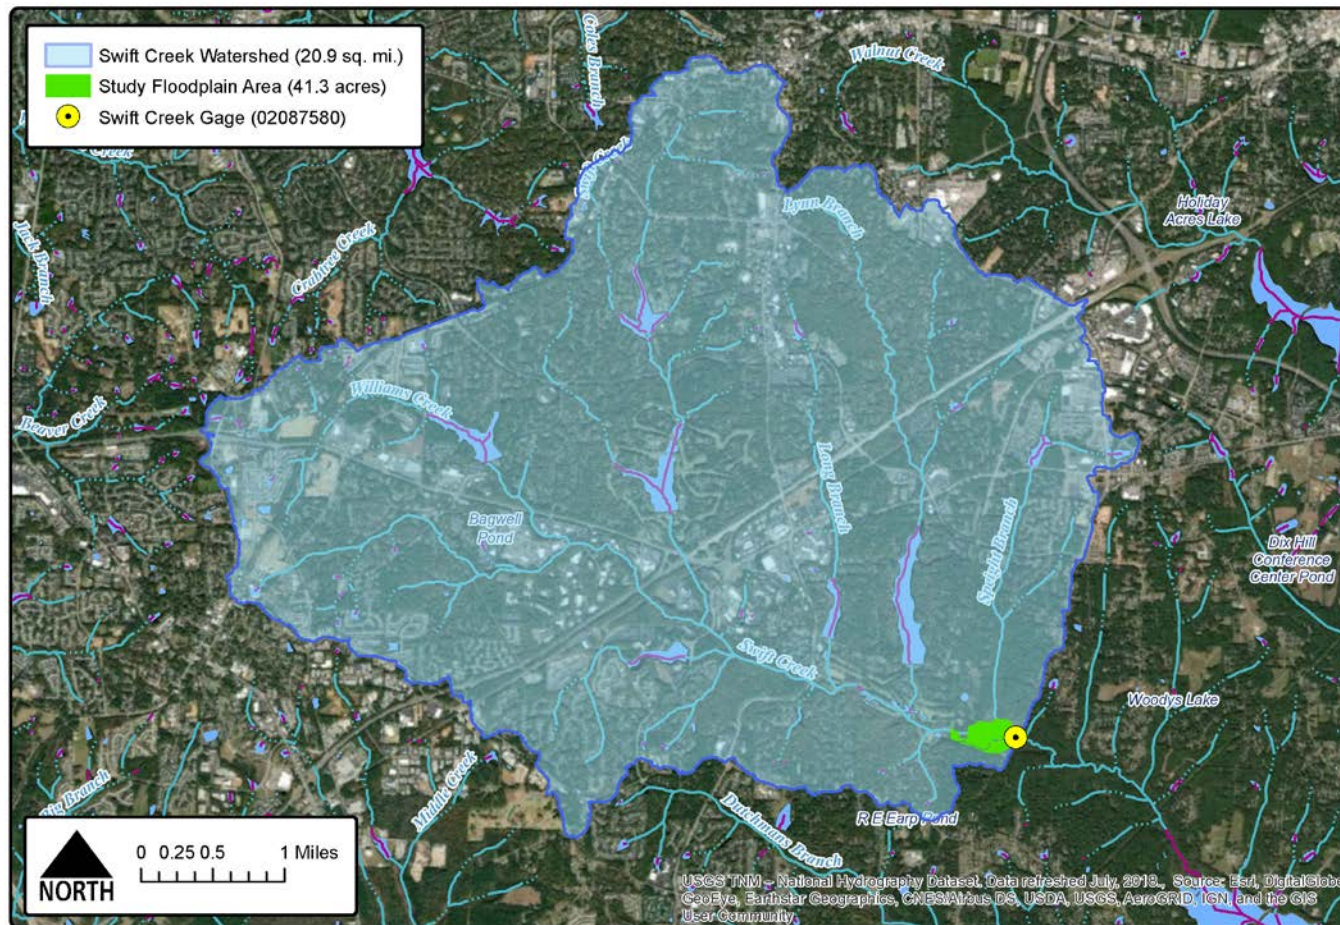 Swift Creek Watershed (20.9 sq. mi.)
Study Floodplain Area (41.3 acres)
Swift Creek Gage (02087580)
Coles Branch
Walnut Creek
Creek
Jack Branch
Crabtree Creek
Lynn Branch
Holiday
Acres Lake
Beaver Creek
Williams Creek
Bagwell
Pond
Long Branch
Speight Branch
Dix Hill
Conference
Center Pond
Swift Creek
Woodys Lake
Big Branch
Middle Creek
Dutchmans Branch
R E Earp Pond
NORTH
0 0.25 0.5 1 Miles
USGS TNM - National Hydrography Dataset. Data refreshed July, 2018., Source: Esri, DigitalGlobe
GeoEye, Earthstar Geographics, CNES/Airbus DS, USDA, USGS, AeroGRID, IGN, and the GIS
User Community